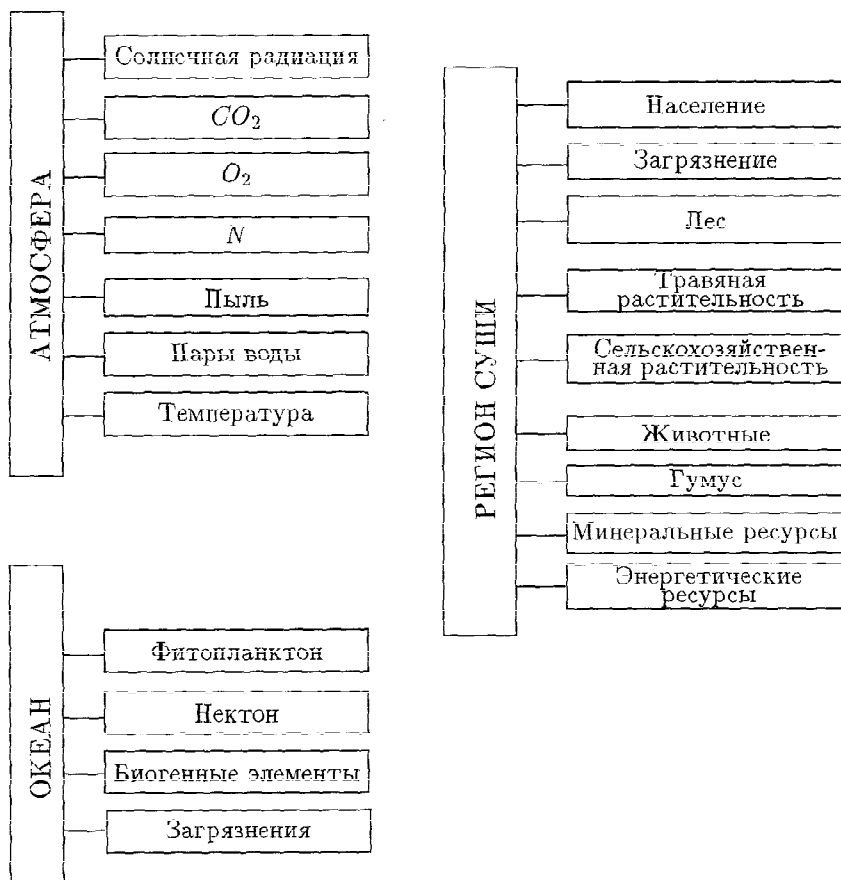 АТМОСФЕРА
Солнечная радиация
CO₂
O₂
N
Пыль
Пары воды
Температура
ОКЕАН
Фитопланктон
Нектон
Биогенные элементы
Загрязнения
РЕГИОН СУШИ
Население
Загрязнение
Лес
Травяная
растительность
Сельскохозяйствен-
ная растительность
Животные
Гумус
Минеральные ресурсы
Энергетические
ресурсы